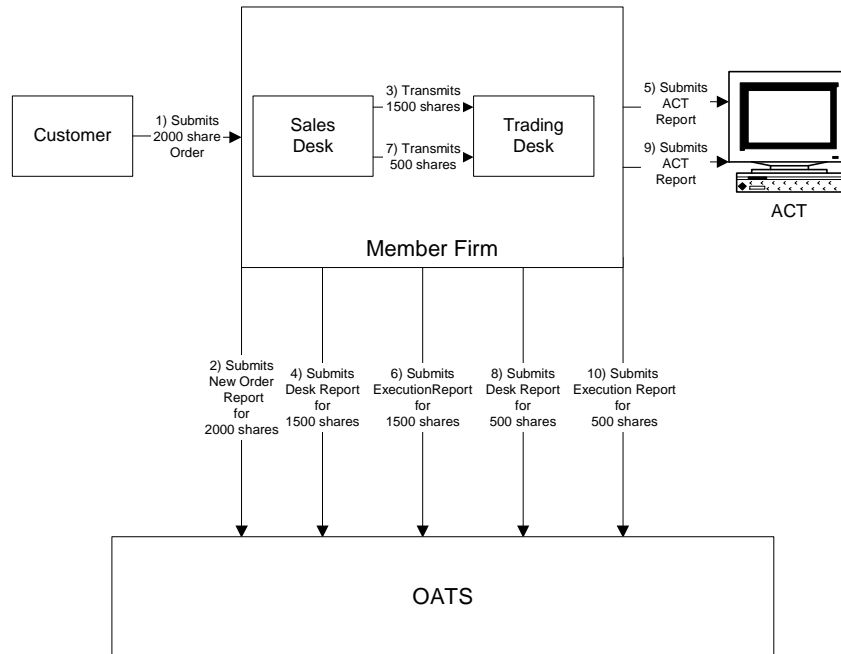 Customer
1) Submits
2000 share
Order
Sales
Desk
3) Transmits
1500 shares
7) Transmits
500 shares
Trading
Desk
Member Firm
5) Submits
ACT
Report
9) Submits
ACT
Report
ACT
2) Submits
New Order
Report
for
2000 shares
4) Submits
Desk Report
for
1500 shares
6) Submits
ExecutionReport
for
1500 shares
8) Submits
Desk Report
for
500 shares
10) Submits
Execution Report
for
500 shares
OATS